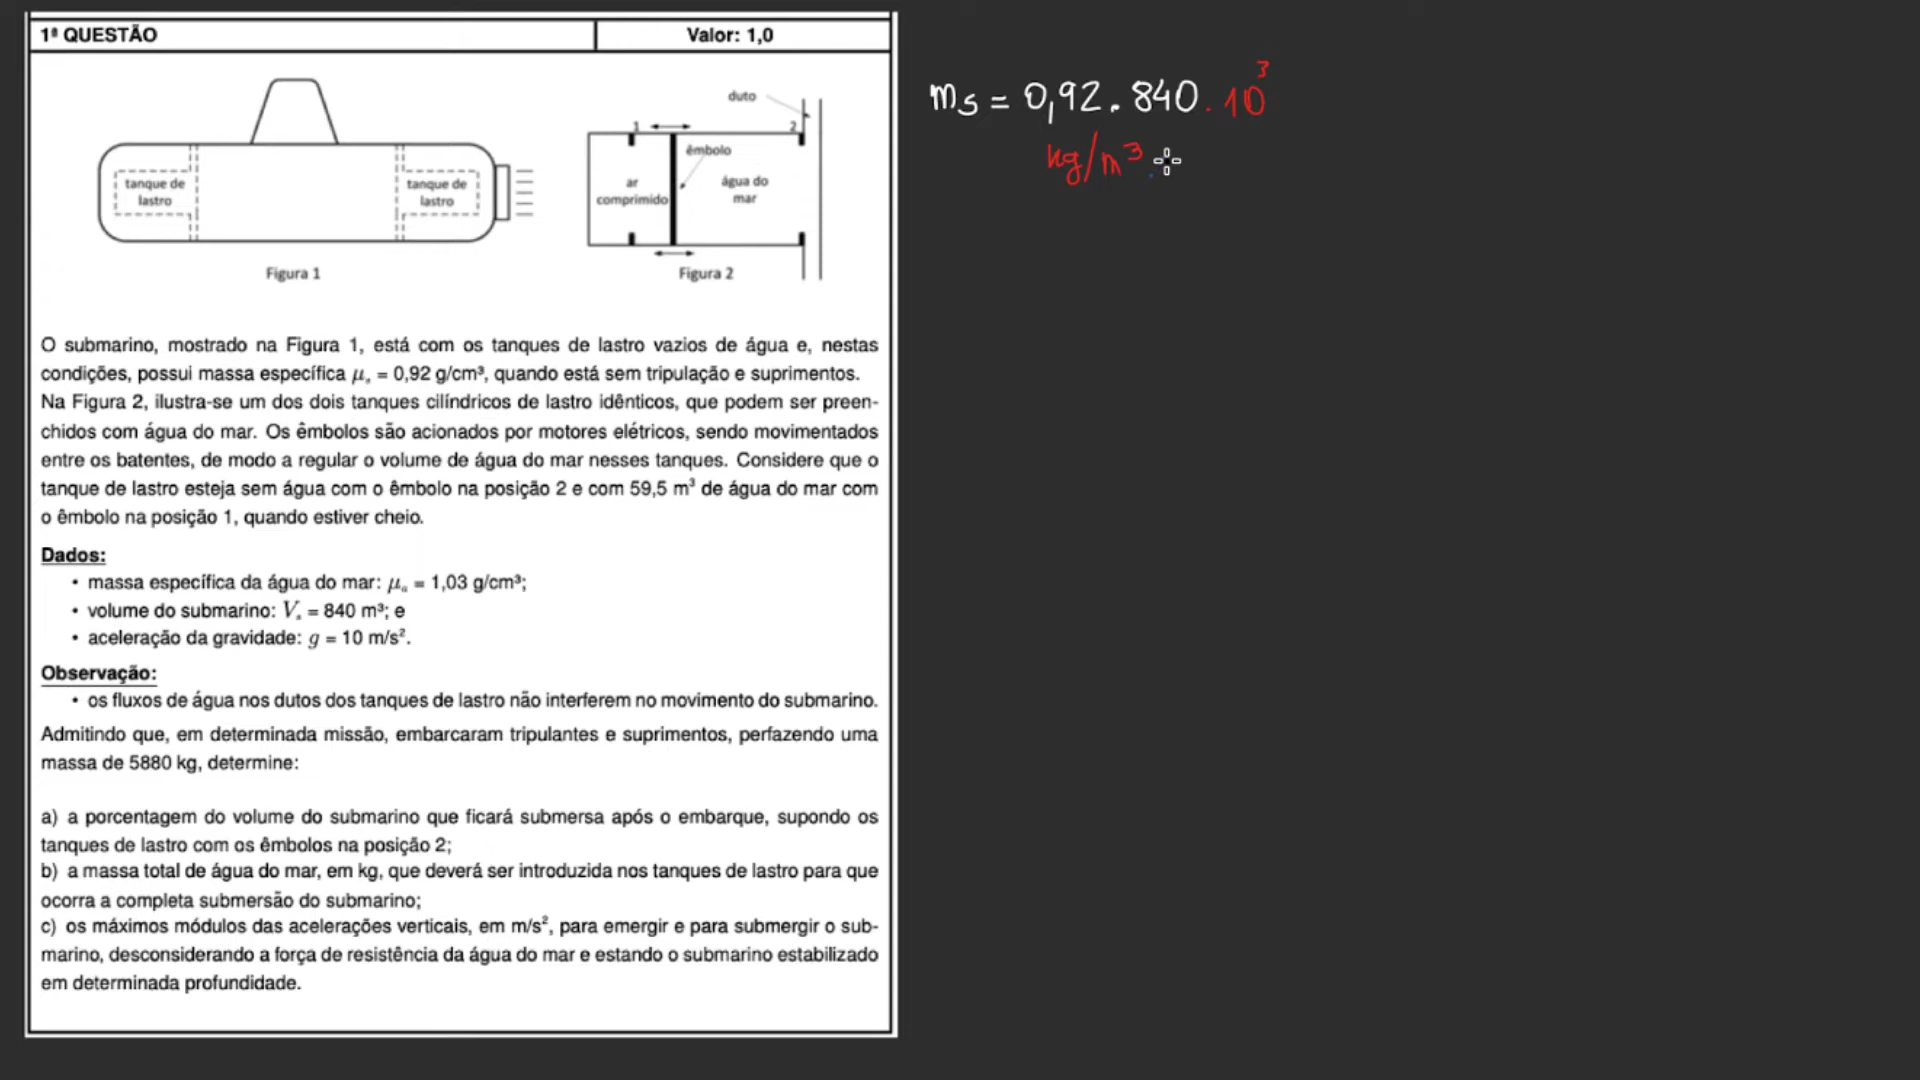 1ª QUESTÃO
Valor: 1,0
tanque de
lastro
tanque de
lastro
Figura 1
duto
1
2
êmbolo
ar
comprimido
água do
mar
Figura 2
O submarino, mostrado na Figura 1, está com os tanques de lastro vazios de água e, nestas
condições, possui massa específica μₛ = 0,92 g/cm³, quando está sem tripulação e suprimentos.
Na Figura 2, ilustra-se um dos dois tanques cilíndricos de lastro idênticos, que podem ser preen-
chidos com água do mar. Os êmbolos são acionados por motores elétricos, sendo movimentados
entre os batentes, de modo a regular o volume de água do mar nesses tanques. Considere que o
tanque de lastro esteja sem água com o êmbolo na posição 2 e com 59,5 m³ de água do mar com
o êmbolo na posição 1, quando estiver cheio.
Dados:
• massa específica da água do mar: μₐ = 1,03 g/cm³;
• volume do submarino: Vₛ = 840 m³; e
• aceleração da gravidade: g = 10 m/s².
Observação:
• os fluxos de água nos dutos dos tanques de lastro não interferem no movimento do submarino.
Admitindo que, em determinada missão, embarcaram tripulantes e suprimentos, perfazendo uma
massa de 5880 kg, determine:
a) a porcentagem do volume do submarino que ficará submersa após o embarque, supondo os
tanques de lastro com os êmbolos na posição 2;
b) a massa total de água do mar, em kg, que deverá ser introduzida nos tanques de lastro para que
ocorra a completa submersão do submarino;
c) os máximos módulos das acelerações verticais, em m/s², para emergir e para submergir o sub-
marino, desconsiderando a força de resistência da água do mar e estando o submarino estabilizado
em determinada profundidade.
mₛ = 0,92 . 840 . 10³
kg/m³